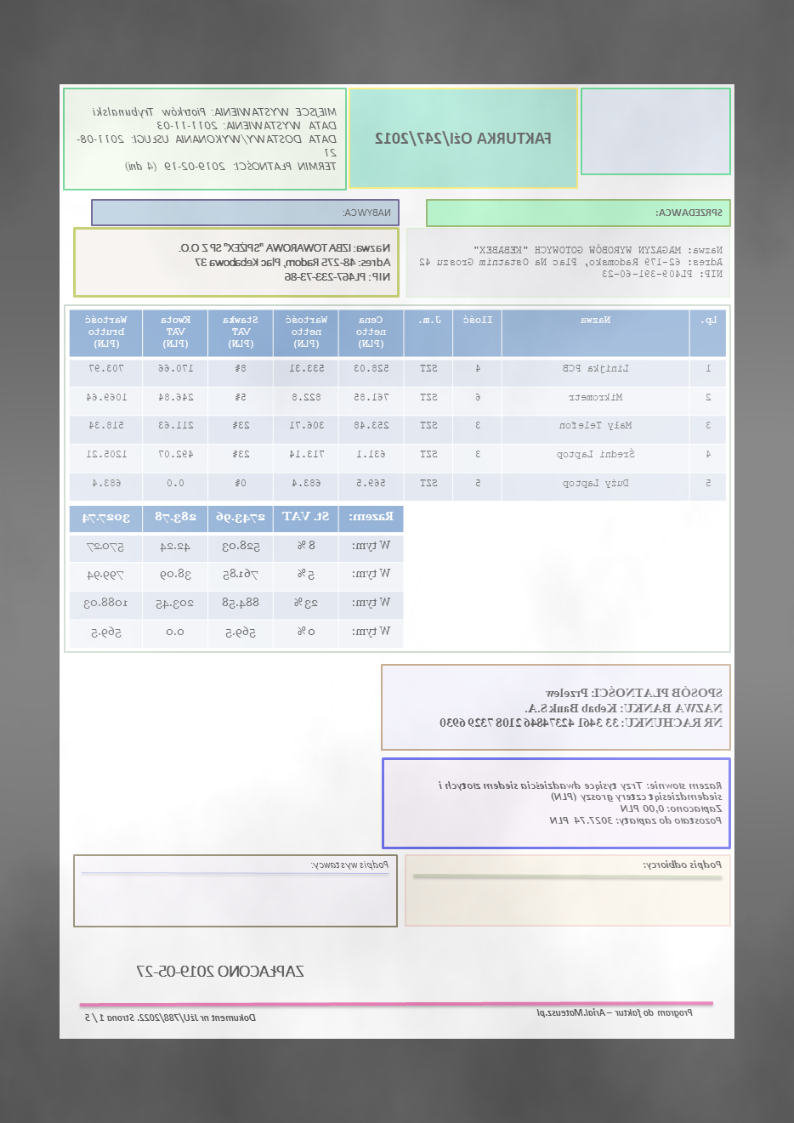 FAKTURKA Oźl/247/2012
MIEJSCE WYSTAWIENIA: Piotrków Trybunalski
DATA WYSTAWIENIA: 2011-11-03
DATA DOSTAWY/WYKONANIA USŁUGI: 2011-08-
21
TERMIN PŁATNOŚCI: 2019-02-19 (4 dni)
SPRZEDAWCA:
Nazwa: MAGAZYN WYROBÓW GOTOWYCH "KEBABEX"
Adres: 62-179 Radomsko, Plac Na Ostatnim Groszu 42
NIP: PL409-391-60-23
NABYWCA:
Nazwa: IZBA TOWAROWA "SPIŻEX" SP Z O.O.
Adres: 48-275 Radom, Plac Kebabowa 37
NIP: PL467-233-73-86
Lp. Nazwa Ilość J.m. Cena netto (PLN) Wartość netto (PLN) Stawka VAT (PLN) Kwota VAT (PLN) Wartość brutto (PLN)
1 Linijka PCB 4 SZT 528.03 533.31 8% 170.66 703.97
2 Mikrometr 6 SZT 761.85 822.8 5% 246.84 1069.64
3 Mały Telefon 3 SZT 253.48 306.71 23% 211.63 518.34
4 Średni Laptop 3 SZT 631.1 713.14 23% 492.07 1205.21
5 Duży Laptop 5 SZT 569.5 683.4 0% 0.0 683.4
Razem: St. VAT 2743.96 283.78 3027.74
W tym: 8 % 528.03 42.24 570.27
W tym: 5 % 761.85 38.09 799.94
W tym: 23 % 884.58 203.45 1088.03
W tym: 0 % 569.5 0.0 569.5
SPOSÓB PŁATNOŚCI: Przelew
NAZWA BANKU: Kebab Bank S.A.
NR RACHUNKU: 33 3461 4237 4846 2108 7329 6930
Razem słownie: Trzy tysiące dwadzieścia siedem złotych i
siedemdziesiąt cztery groszy (PLN)
Zapłacono: 0,00 PLN
Pozostało do zapłaty: 3027.74 PLN
Podpis odbiorcy:
Podpis wystawcy:
ZAPŁACONO 2019-05-27
Program do faktur – Arial.Mateusz.pl
Dokument nr IźU/788/2022. Strona 1 / 5